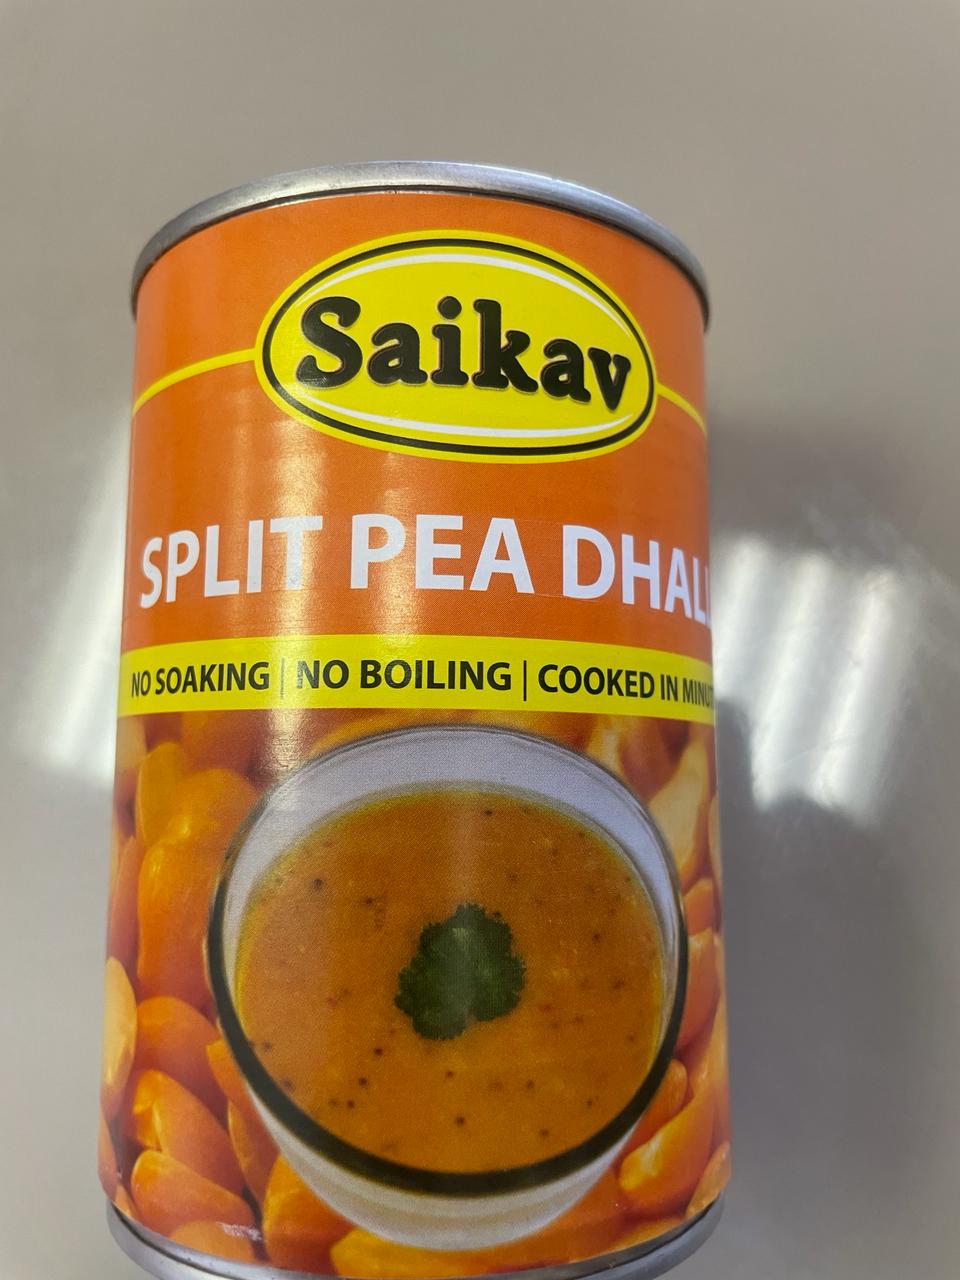 Saikav
SPLIT PEA DHAL
NO SOAKING | NO BOILING | COOKED IN